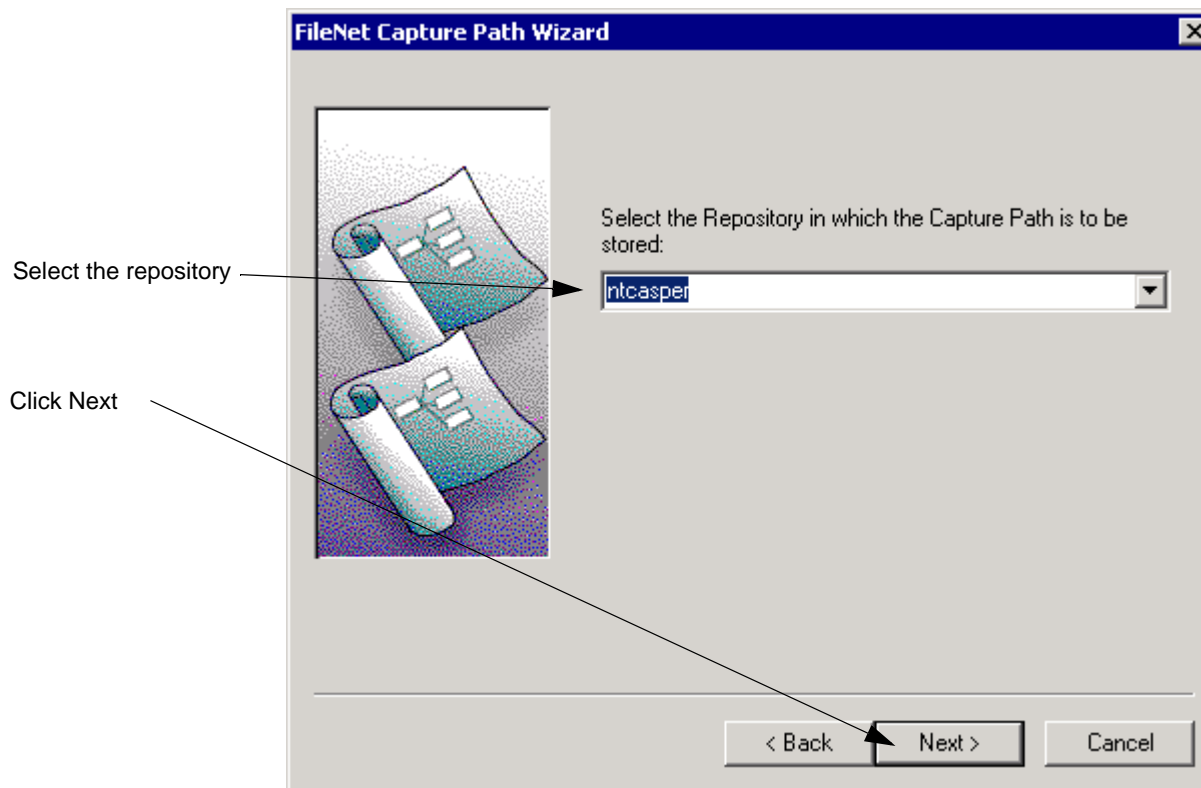 FileNet Capture Path Wizard
Select the Repository in which the Capture Path is to be
stored:
Select the repository
ntcasper
Click Next
< Back
Next >
Cancel